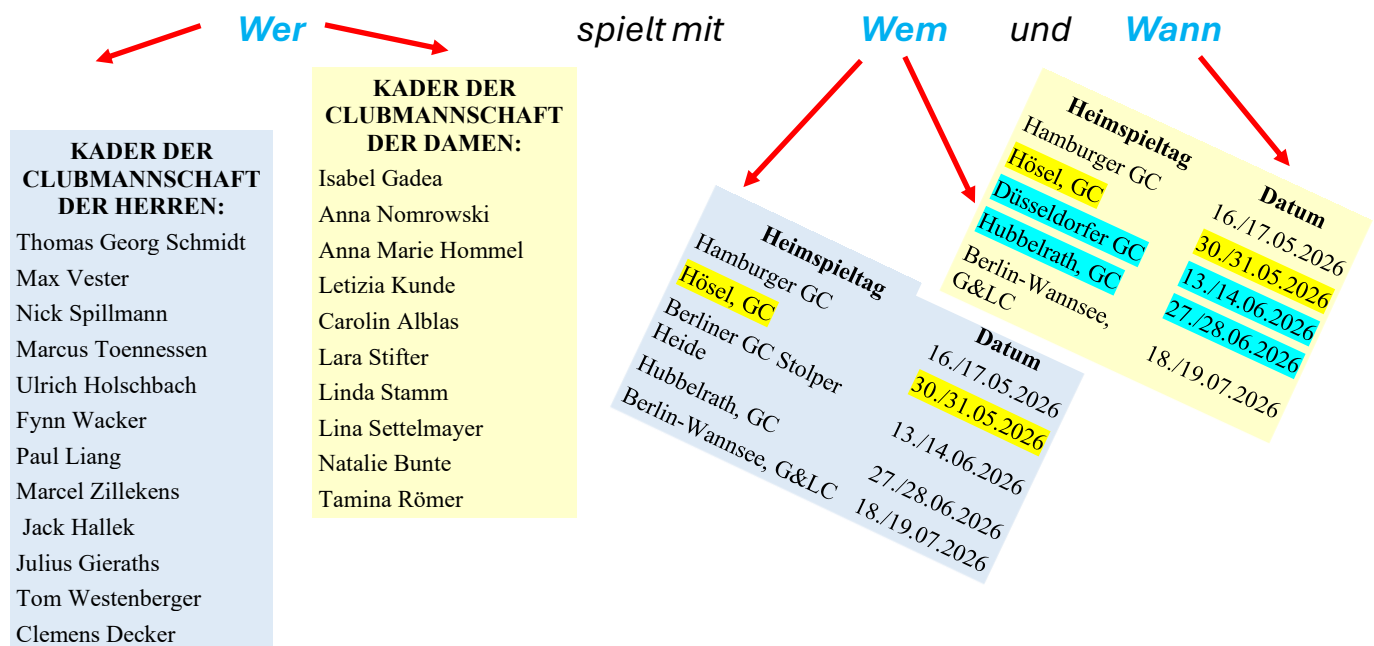 Wer spielt mit Wem und Wann
KADER DER
CLUBMANNSCHAFT
DER HERREN:
Thomas Georg Schmidt
Max Vester
Nick Spillmann
Marcus Toennessen
Ulrich Holschbach
Fynn Wacker
Paul Liang
Marcel Zillekens
Jack Hallek
Julius Gieraths
Tom Westenberger
Clemens Decker
KADER DER
CLUBMANNSCHAFT
DER DAMEN:
Isabel Gadea
Anna Nomrowski
Anna Marie Hommel
Letizia Kunde
Carolin Alblas
Lara Stifter
Linda Stamm
Lina Settelmayer
Natalie Bunte
Tamina Römer
Heimspieltag Datum
Hamburger GC 16./17.05.2026
Hösel, GC 30./31.05.2026
Berliner GC Stolper
Heide 13./14.06.2026
Hubbelrath, GC 27./28.06.2026
Berlin-Wannsee, G&LC 18./19.07.2026
Heimspieltag Datum
Hamburger GC 16./17.05.2026
Hösel, GC 30./31.05.2026
Düsseldorfer GC 13./14.06.2026
Hubbelrath, GC 27./28.06.2026
Berlin-Wannsee,
G&LC 18./19.07.2026